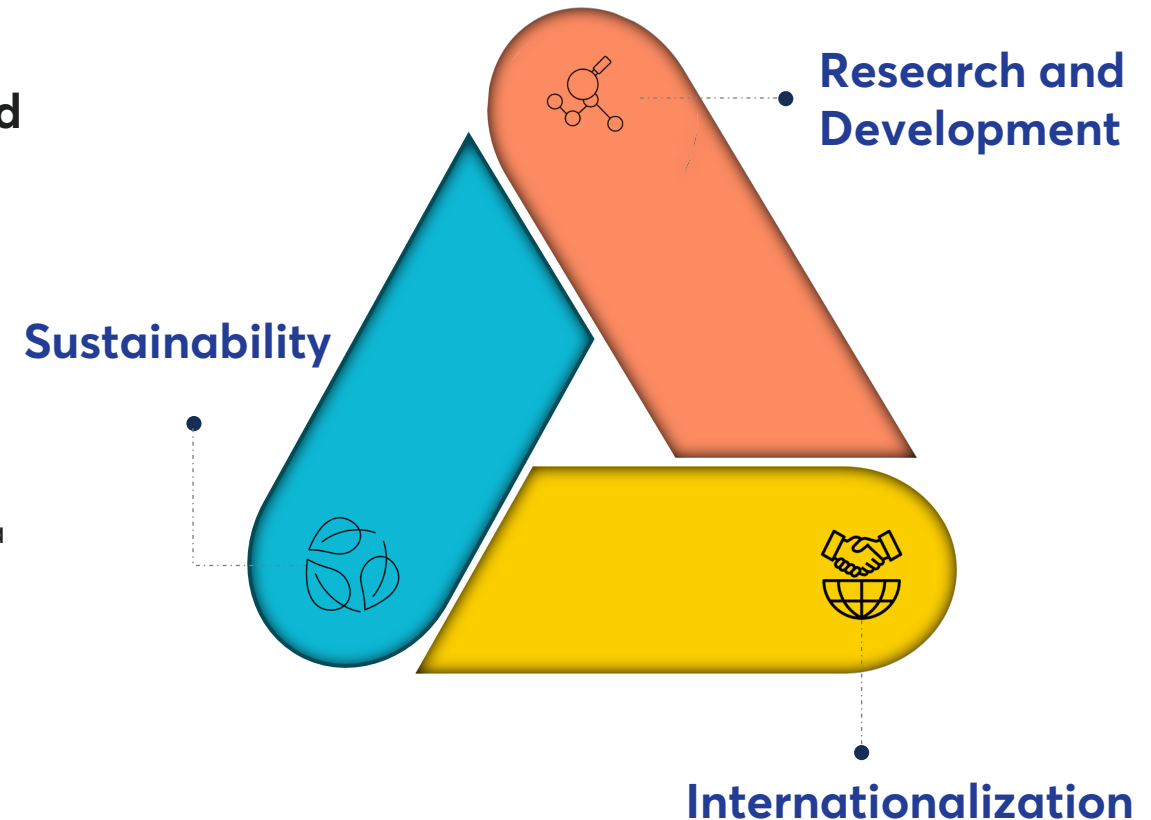 d
Research and
Development
Sustainability
Internationalization